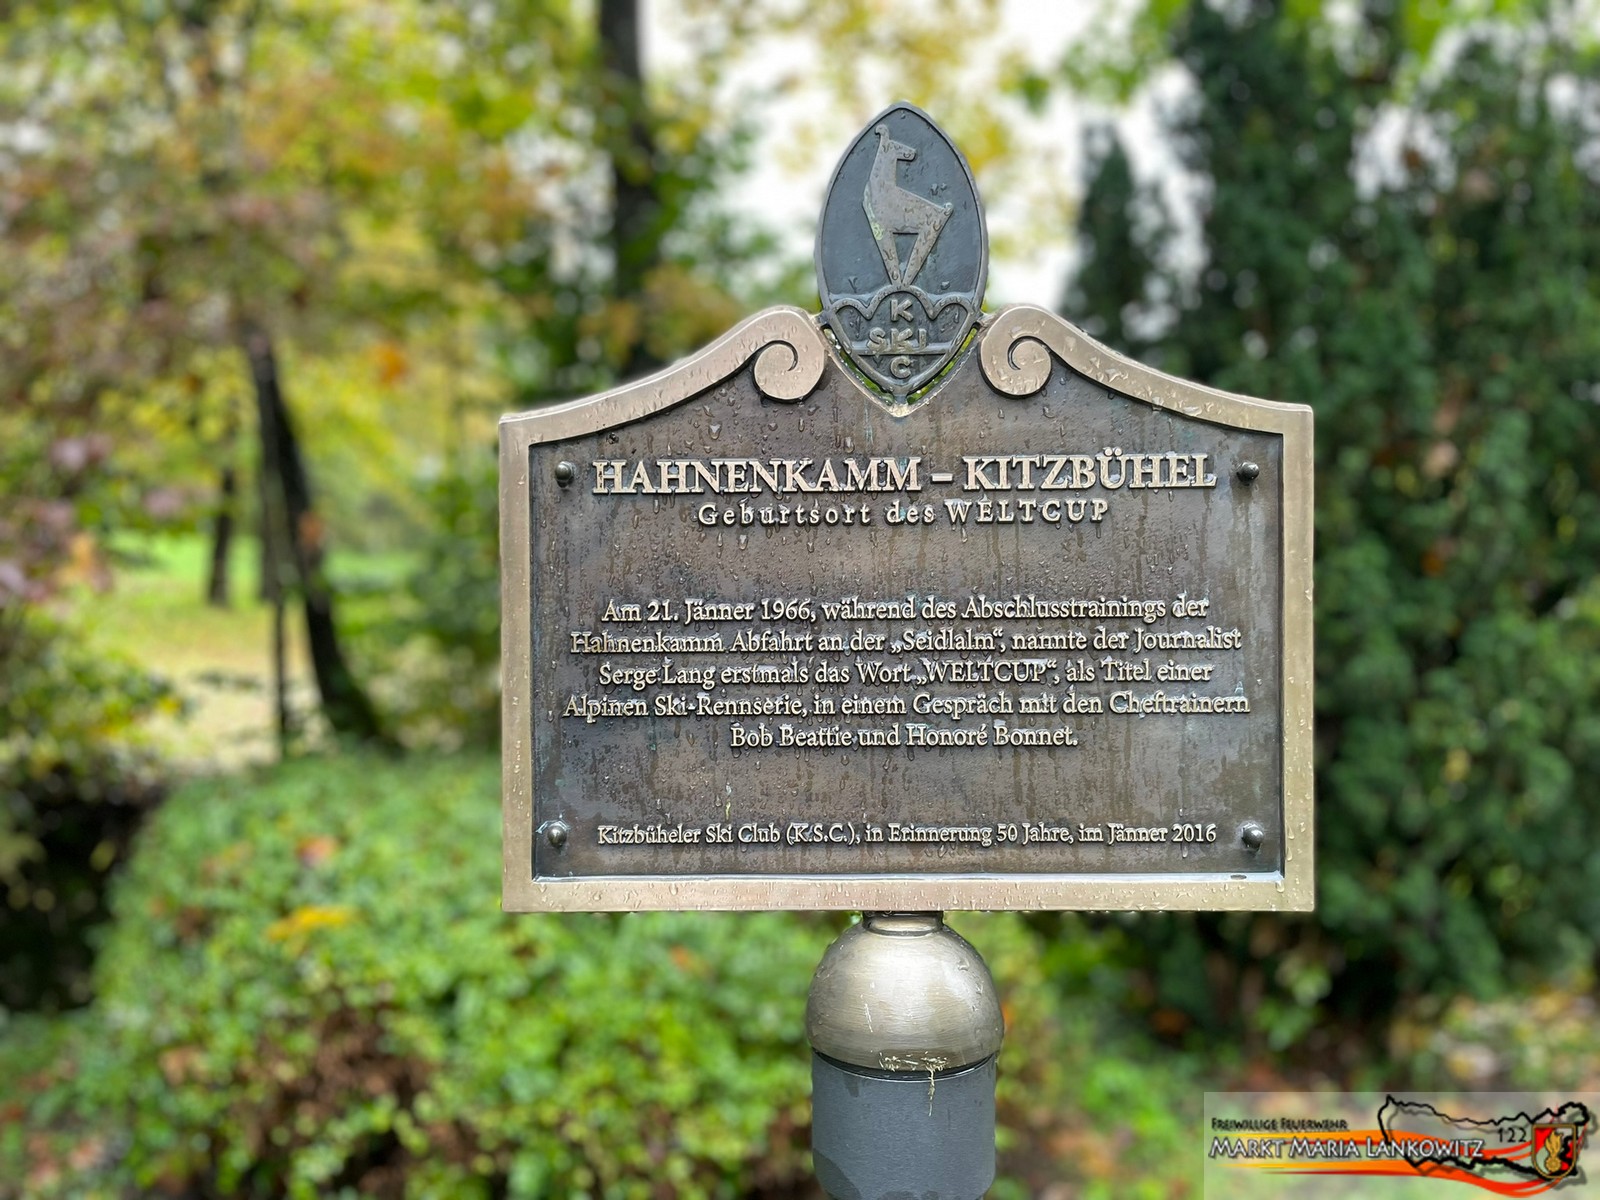 K
SKI
C
HAHNENKAMM – KITZBÜHEL
Geburtsort des WELTCUP
Am 21. Jänner 1966, während des Abschlusstrainings der
Hahnenkamm Abfahrt an der „Seidlalm“, nannte der Journalist
Serge Lang erstmals das Wort „WELTCUP“, als Titel einer
Alpinen Ski-Rennserie, in einem Gespräch mit den Cheftrainern
Bob Beattie und Honoré Bonnet.
Kitzbüheler Ski Club (K.S.C.), in Erinnerung 50 Jahre, im Jänner 2016
FREIWILLIGE FEUERWEHR
MARKT MARIA LANKOWITZ
122